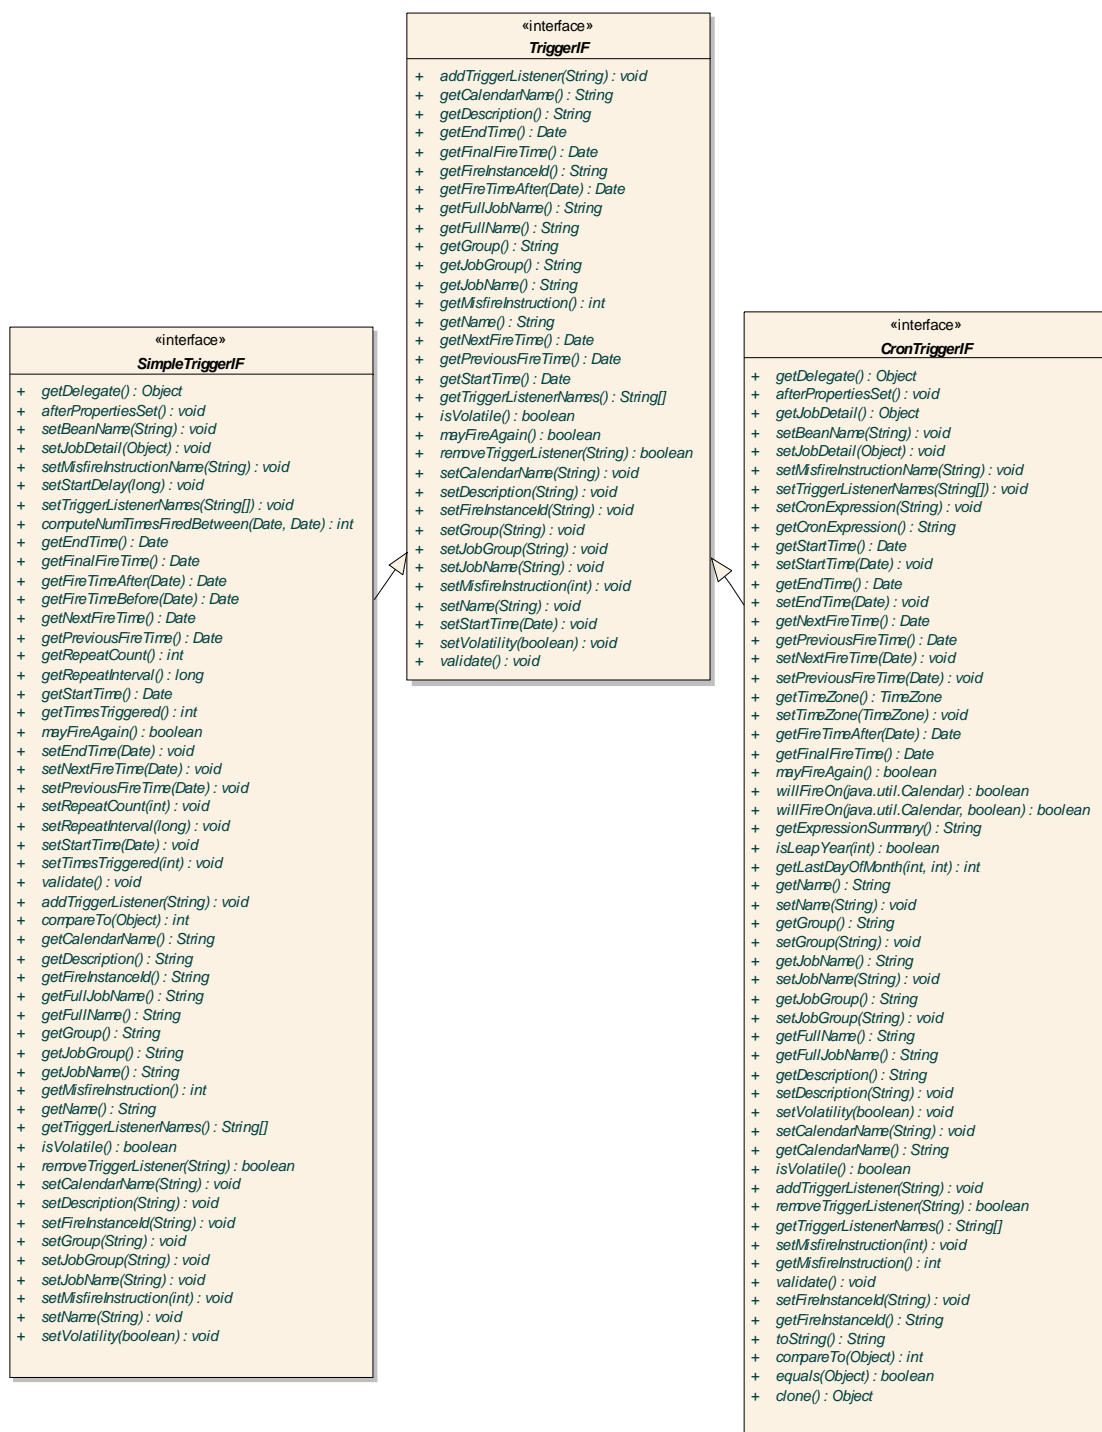 «interface»
TriggerIF
+ addTriggerListener(String) : void
+ getCalendarName() : String
+ getDescription() : String
+ getEndTime() : Date
+ getFinalFireTime() : Date
+ getFireInstanceId() : String
+ getFireTimeAfter(Date) : Date
+ getFullJobName() : String
+ getFullName() : String
+ getGroup() : String
+ getJobGroup() : String
+ getJobName() : String
+ getMisfireInstruction() : int
+ getName() : String
+ getNextFireTime() : Date
+ getPreviousFireTime() : Date
+ getStartTime() : Date
+ getTriggerListenerNames() : String[]
+ isVolatile() : boolean
+ mayFireAgain() : boolean
+ removeTriggerListener(String) : boolean
+ setCalendarName(String) : void
+ setDescription(String) : void
+ setFireInstanceId(String) : void
+ setGroup(String) : void
+ setJobGroup(String) : void
+ setJobName(String) : void
+ setMisfireInstruction(int) : void
+ setName(String) : void
+ setStartTime(Date) : void
+ setVolatility(boolean) : void
+ validate() : void
«interface»
SimpleTriggerIF
+ getDelegate() : Object
+ afterPropertiesSet() : void
+ setBeanName(String) : void
+ setJobDetail(Object) : void
+ setMisfireInstructionName(String) : void
+ setStartDelay(long) : void
+ setTriggerListenerNames(String[]) : void
+ computeNumTimesFiredBetween(Date, Date) : int
+ getEndTime() : Date
+ getFinalFireTime() : Date
+ getFireTimeAfter(Date) : Date
+ getFireTimeBefore(Date) : Date
+ getNextFireTime() : Date
+ getPreviousFireTime() : Date
+ getRepeatCount() : int
+ getRepeatInterval() : long
+ getStartTime() : Date
+ getTimesTriggered() : int
+ mayFireAgain() : boolean
+ setEndTime(Date) : void
+ setNextFireTime(Date) : void
+ setPreviousFireTime(Date) : void
+ setRepeatCount(int) : void
+ setRepeatInterval(long) : void
+ setStartTime(Date) : void
+ setTimesTriggered(int) : void
+ validate() : void
+ addTriggerListener(String) : void
+ compareTo(Object) : int
+ getCalendarName() : String
+ getDescription() : String
+ getFireInstanceId() : String
+ getFullJobName() : String
+ getFullName() : String
+ getGroup() : String
+ getJobGroup() : String
+ getJobName() : String
+ getMisfireInstruction() : int
+ getName() : String
+ getTriggerListenerNames() : String[]
+ isVolatile() : boolean
+ removeTriggerListener(String) : boolean
+ setCalendarName(String) : void
+ setDescription(String) : void
+ setFireInstanceId(String) : void
+ setGroup(String) : void
+ setJobGroup(String) : void
+ setJobName(String) : void
+ setMisfireInstruction(int) : void
+ setName(String) : void
+ setVolatility(boolean) : void
«interface»
CronTriggerIF
+ getDelegate() : Object
+ afterPropertiesSet() : void
+ getJobDetail() : Object
+ setBeanName(String) : void
+ setJobDetail(Object) : void
+ setMisfireInstructionName(String) : void
+ setTriggerListenerNames(String[]) : void
+ setCronExpression(String) : void
+ getCronExpression() : String
+ getStartTime() : Date
+ setStartTime(Date) : void
+ getEndTime() : Date
+ setEndTime(Date) : void
+ getNextFireTime() : Date
+ getPreviousFireTime() : Date
+ setNextFireTime(Date) : void
+ setPreviousFireTime(Date) : void
+ getTimeZone() : TimeZone
+ setTimeZone(TimeZone) : void
+ getFireTimeAfter(Date) : Date
+ getFinalFireTime() : Date
+ mayFireAgain() : boolean
+ willFireOn(java.util.Calendar) : boolean
+ willFireOn(java.util.Calendar, boolean) : boolean
+ getExpressionSummary() : String
+ isLeapYear(int) : boolean
+ getLastDayOfMonth(int, int) : int
+ getName() : String
+ setName(String) : void
+ getGroup() : String
+ setGroup(String) : void
+ getJobName() : String
+ setJobName(String) : void
+ getJobGroup() : String
+ setJobGroup(String) : void
+ getFullName() : String
+ getFullJobName() : String
+ getDescription() : String
+ setDescription(String) : void
+ setVolatility(boolean) : void
+ setCalendarName(String) : void
+ getCalendarName() : String
+ isVolatile() : boolean
+ addTriggerListener(String) : void
+ removeTriggerListener(String) : boolean
+ getTriggerListenerNames() : String[]
+ setMisfireInstruction(int) : void
+ getMisfireInstruction() : int
+ validate() : void
+ setFireInstanceId(String) : void
+ getFireInstanceId() : String
+ toString() : String
+ compareTo(Object) : int
+ equals(Object) : boolean
+ clone() : Object